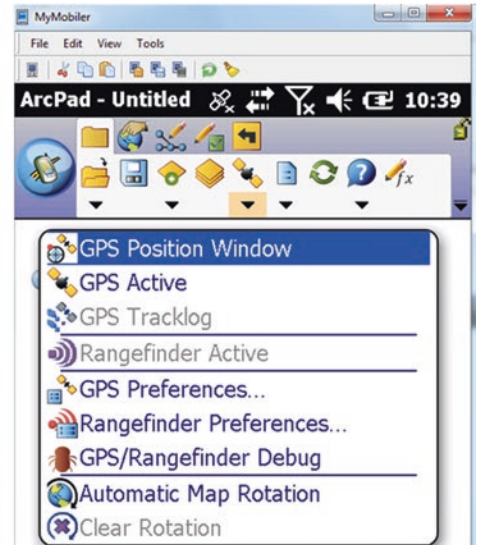 MyMobiler
File Edit View Tools
ArcPad - Untitled 10:39
fx
GPS Position Window
GPS Active
GPS Tracklog
Rangefinder Active
GPS Preferences...
Rangefinder Preferences...
GPS/Rangefinder Debug
Automatic Map Rotation
Clear Rotation